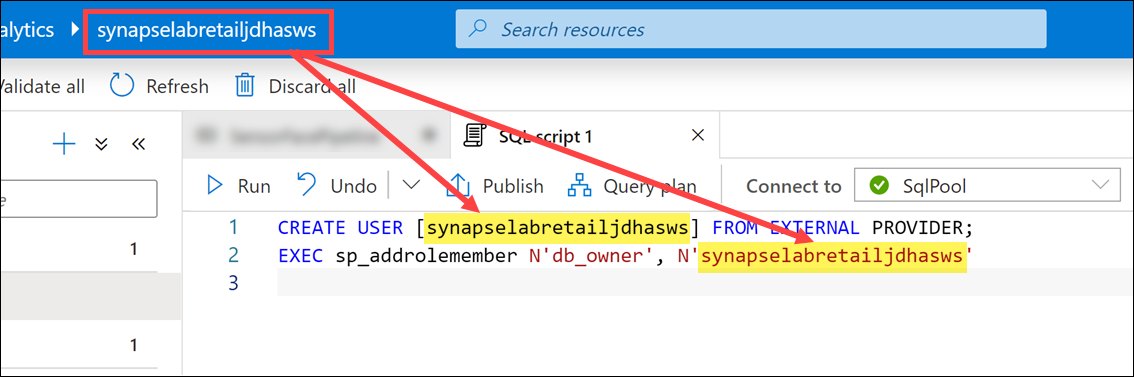 alytics synapselabretailjdhasws Search resources
Validate all Refresh Discard all
SQL script 1
e
Run Undo Publish Query plan Connect to SqlPool
1 1 CREATE USER [synapselabretailjdhasws] FROM EXTERNAL PROVIDER;
2 EXEC sp_addrolemember N'db_owner', N'synapselabretailjdhasws'
3
1